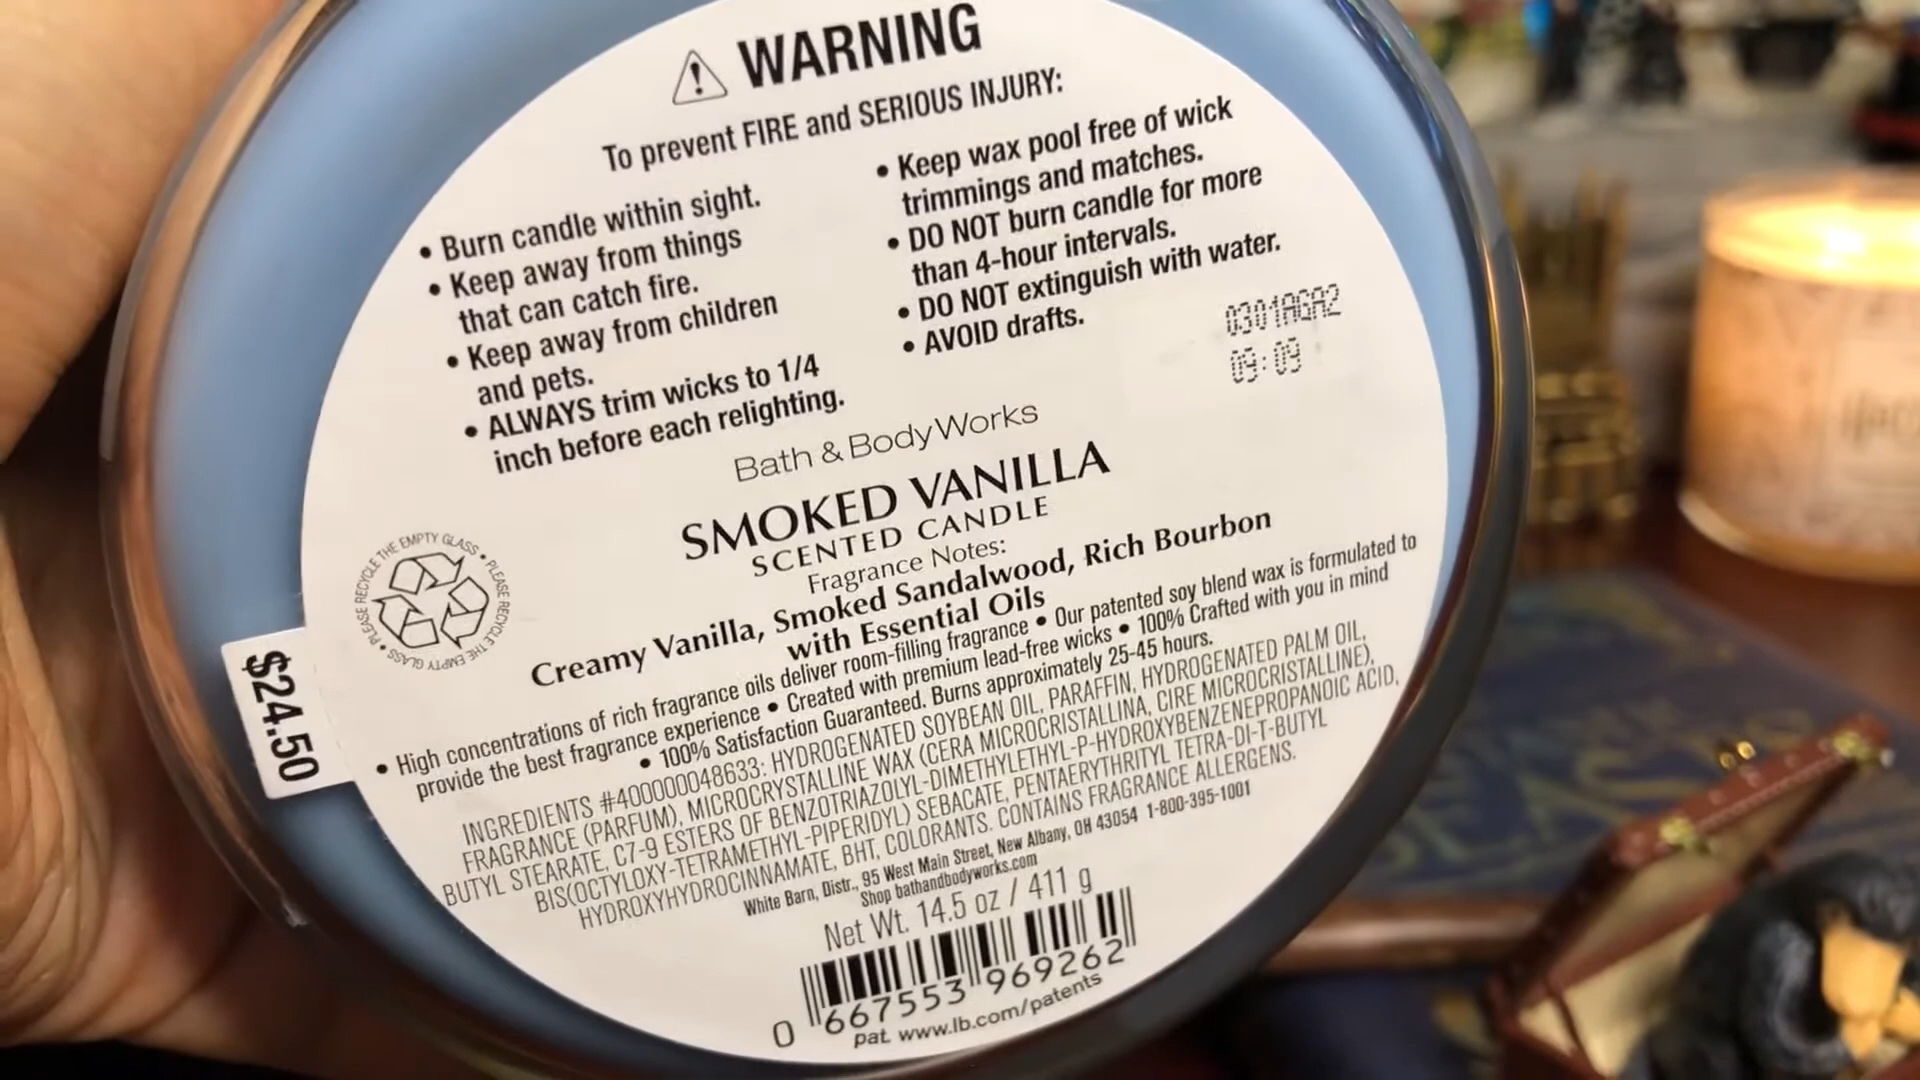 WARNING
To prevent FIRE and SERIOUS INJURY:
• Burn candle within sight.
• Keep away from things
that can catch fire.
• Keep away from children
and pets.
• ALWAYS trim wicks to 1/4
inch before each relighting.
• Keep wax pool free of wick
trimmings and matches.
• DO NOT burn candle for more
than 4-hour intervals.
• DO NOT extinguish with water.
• AVOID drafts.
0301AGA2
09:09
Bath & Body Works
SMOKED VANILLA
SCENTED CANDLE
Fragrance Notes:
Creamy Vanilla, Smoked Sandalwood, Rich Bourbon
with Essential Oils
• High concentrations of rich fragrance oils deliver room-filling fragrance • Our patented soy blend wax is formulated to
provide the best fragrance experience • Created with premium lead-free wicks • 100% Crafted with you in mind
• 100% Satisfaction Guaranteed. Burns approximately 25-45 hours.
INGREDIENTS #400000048633: HYDROGENATED SOYBEAN OIL, PARAFFIN, HYDROGENATED PALM OIL,
FRAGRANCE (PARFUM), MICROCRYSTALLINE WAX (CERA MICROCRISTALLINA, CIRE MICROCRISTALLINE),
BUTYL STEARATE, C7-9 ESTERS OF BENZOTRIAZOLYL-DIMETHYLETHYL-P-HYDROXYBENZENEPROPANOIC ACID,
BIS(OCTYLOXY-TETRAMETHYL-PIPERIDYL) SEBACATE, PENTAERYTHRITYL TETRA-DI-T-BUTYL
HYDROXYHYDROCINNAMATE, BHT, COLORANTS. CONTAINS FRAGRANCE ALLERGENS.
White Barn, Distr., 95 West Main Street, New Albany, OH 43054 1-800-395-1001
Shop bathandbodyworks.com
Net Wt. 14.5 oz / 411 g
0 667553 969262
pat. www.lb.com/patents
• PLEASE RECYCLE THE EMPTY GLASS • PLEASE RECYCLE THE EMPTY GLASS
$24.50